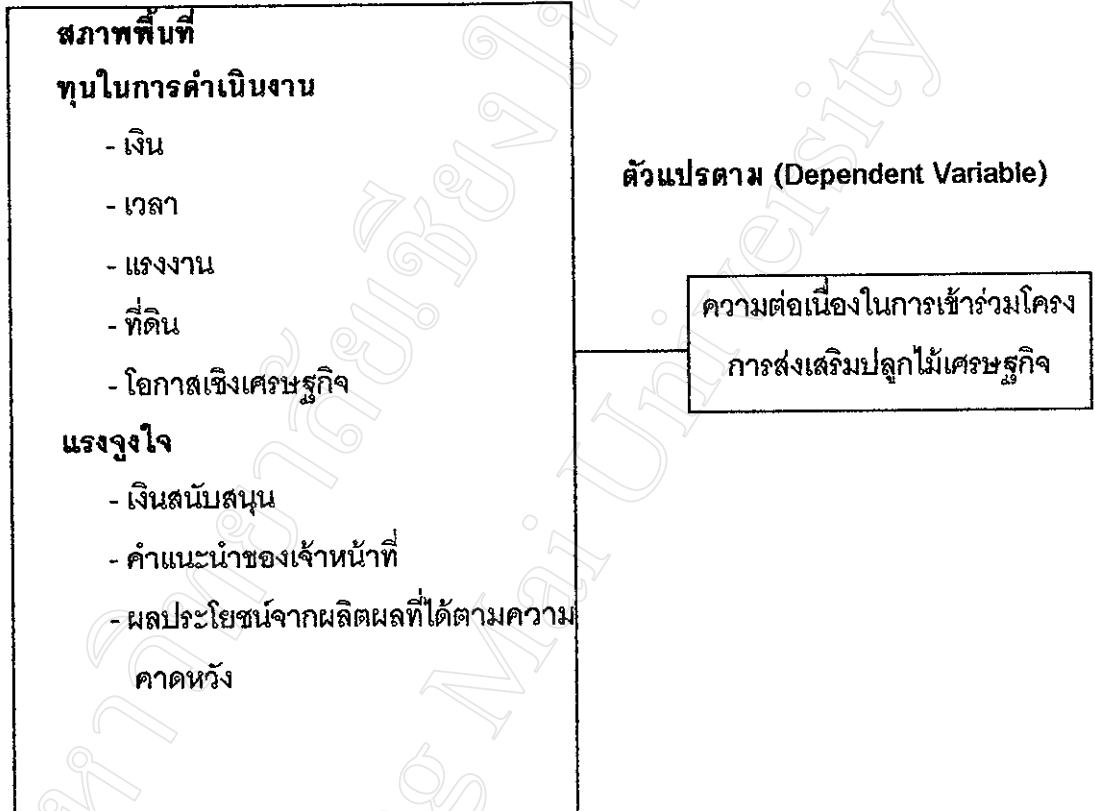 สภาพพื้นที่
ทุนในการดำเนินงาน
- เงิน
- เวลา
- แรงงาน
- ที่ดิน
- โอกาสเชิงเศรษฐกิจ
แรงจูงใจ
- เงินสนับสนุน
- คำแนะนำของเจ้าหน้าที่
- ผลประโยชน์จากผลิตผลที่ได้ตามความ
คาดหวัง
ตัวแปรตาม (Dependent Variable)
ความต่อเนื่องในการเข้าร่วมโครง
การส่งเสริมปลูกไม้เศรษฐกิจ